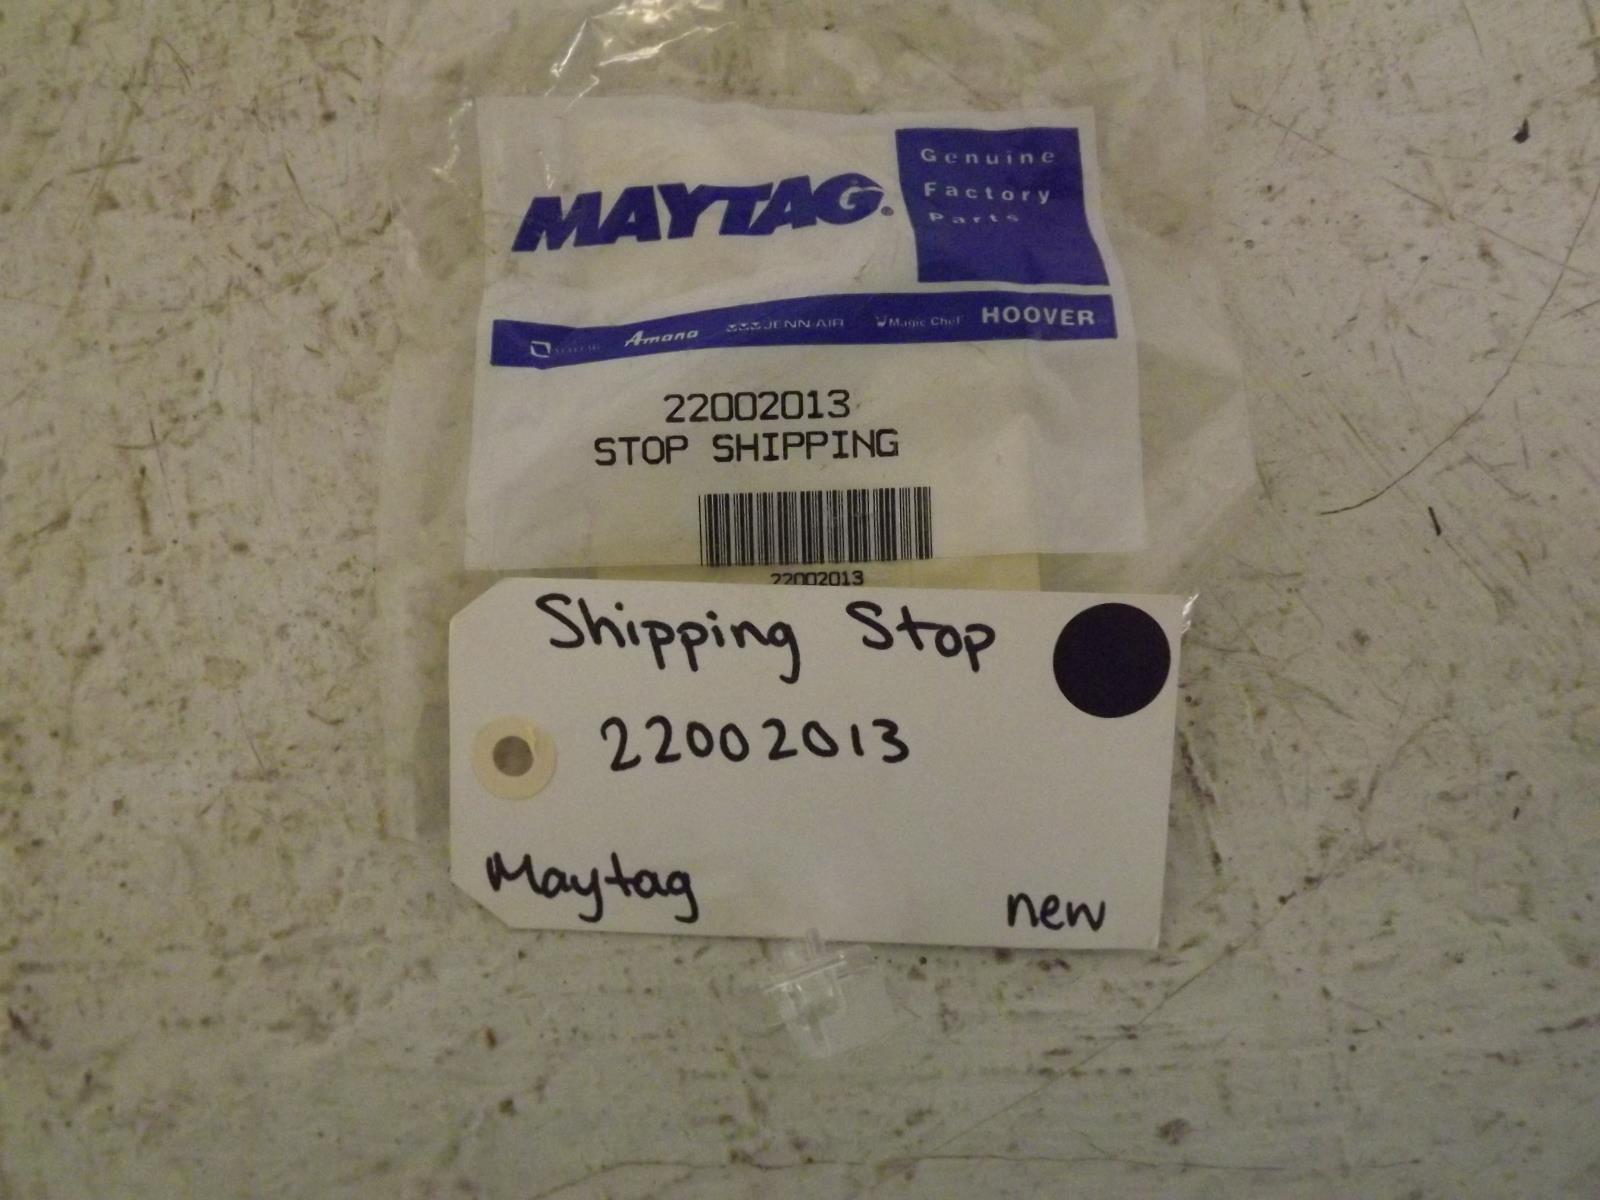 MAYTAG®
Genuine
Factory
Parts
Amana JENN-AIR Magic Chef HOOVER
22002013
STOP SHIPPING
22002013
Shipping Stop
22002013
Maytag
new